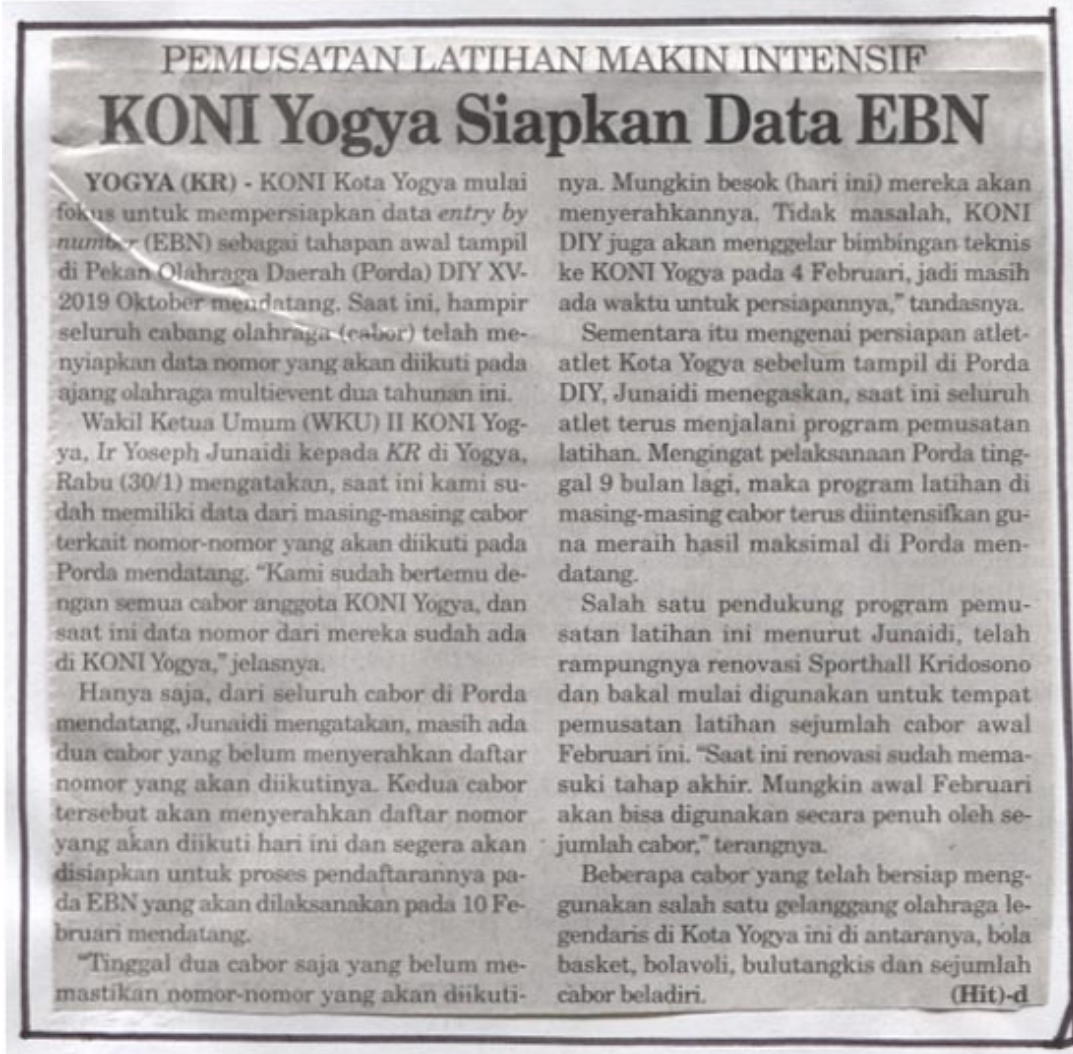 PEMUSATAN LATIHAN MAKIN INTENSIF
KONI Yogya Siapkan Data EBN
YOGYA (KR) - KONI Kota Yogya mulai
fokus untuk mempersiapkan data entry by
number (EBN) sebagai tahapan awal tampil
di Pekan Olahraga Daerah (Porda) DIY XV-
2019 Oktober mendatang. Saat ini, hampir
seluruh cabang olahraga (cabor) telah me-
nyiapkan data nomor yang akan diikuti pada
ajang olahraga multievent dua tahunan ini.
Wakil Ketua Umum (WKU) II KONI Yog-
ya, Ir Yoseph Junaidi kepada KR di Yogya,
Rabu (30/1) mengatakan, saat ini kami su-
dah memiliki data dari masing-masing cabor
terkait nomor-nomor yang akan diikuti pada
Porda mendatang. “Kami sudah bertemu de-
ngan semua cabor anggota KONI Yogya, dan
saat ini data nomor dari mereka sudah ada
di KONI Yogya,” jelasnya.
Hanya saja, dari seluruh cabor di Porda
mendatang, Junaidi mengatakan, masih ada
dua cabor yang belum menyerahkan daftar
nomor yang akan diikutinya. Kedua cabor
tersebut akan menyerahkan daftar nomor
yang akan diikuti hari ini dan segera akan
disiapkan untuk proses pendaftarannya pa-
da EBN yang akan dilaksanakan pada 10 Fe-
bruari mendatang.
“Tinggal dua cabor saja yang belum me-
mastikan nomor-nomor yang akan diikuti-
nya. Mungkin besok (hari ini) mereka akan
menyerahkannya. Tidak masalah, KONI
DIY juga akan menggelar bimbingan teknis
ke KONI Yogya pada 4 Februari, jadi masih
ada waktu untuk persiapannya,” tandasnya.
Sementara itu mengenai persiapan atlet-
atlet Kota Yogya sebelum tampil di Porda
DIY, Junaidi menegaskan, saat ini seluruh
atlet terus menjalani program pemusatan
latihan. Mengingat pelaksanaan Porda ting-
gal 9 bulan lagi, maka program latihan di
masing-masing cabor terus diintensifkan gu-
na meraih hasil maksimal di Porda men-
datang.
Salah satu pendukung program pemu-
satan latihan ini menurut Junaidi, telah
rampungnya renovasi Sporthall Kridosono
dan bakal mulai digunakan untuk tempat
pemusatan latihan sejumlah cabor awal
Februari ini. “Saat ini renovasi sudah mema-
suki tahap akhir. Mungkin awal Februari
akan bisa digunakan secara penuh oleh se-
jumlah cabor,” terangnya.
Beberapa cabor yang telah bersiap meng-
gunakan salah satu gelanggang olahraga le-
gendaris di Kota Yogya ini di antaranya, bola
basket, bolavoli, bulutangkis dan sejumlah
cabor beladiri. (Hit)-d